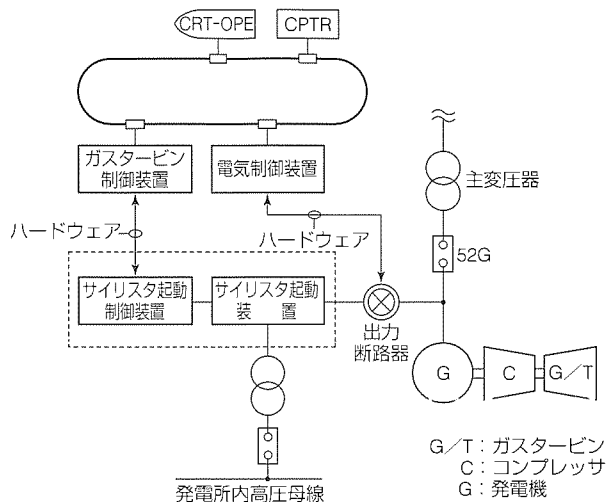 CRT-OPE
CPTR
ガスタービン
制御装置
電気制御装置
主変圧器
ハードウェア
ハードウェア
52G
サイリスタ起動
制御装置
サイリスタ起動
装　　置
出力
断路器
G
C
G／T
G／T：ガスタービン
C：コンプレッサ
G：発電機
発電所内高圧母線